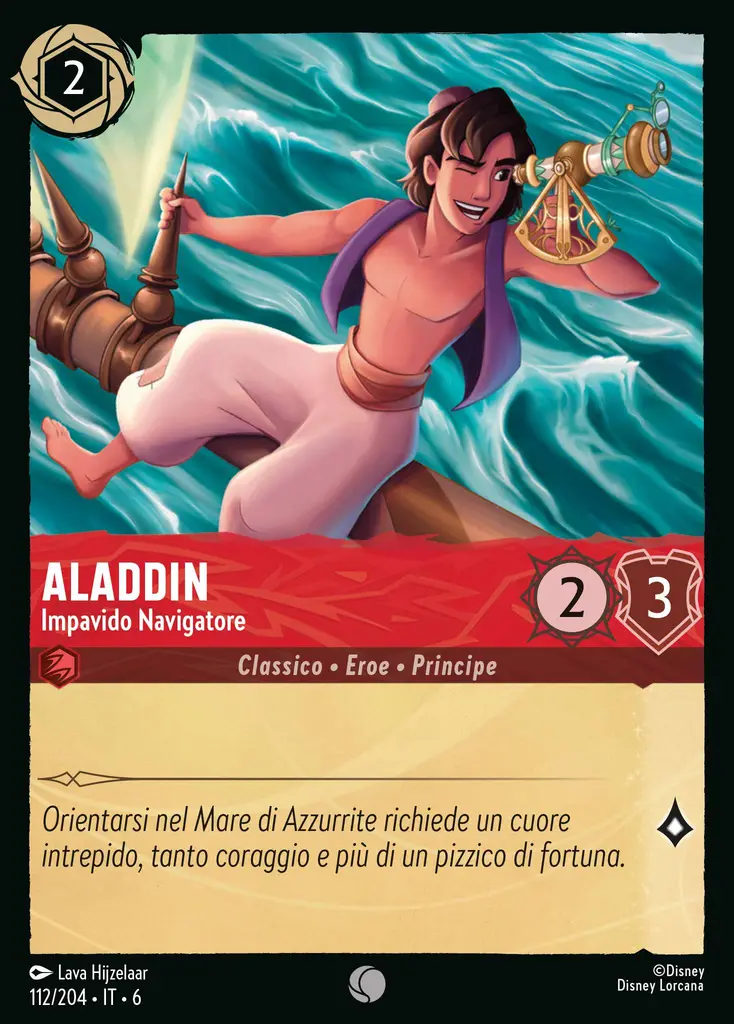 2
ALADDIN
Impavido Navigatore
2
3
Classico • Eroe • Principe
Orientarsi nel Mare di Azzurrite richiede un cuore
intrepido, tanto coraggio e più di un pizzico di fortuna.
Lava Hijzelaar
©Disney
112/204 • IT • 6
Disney Lorcana